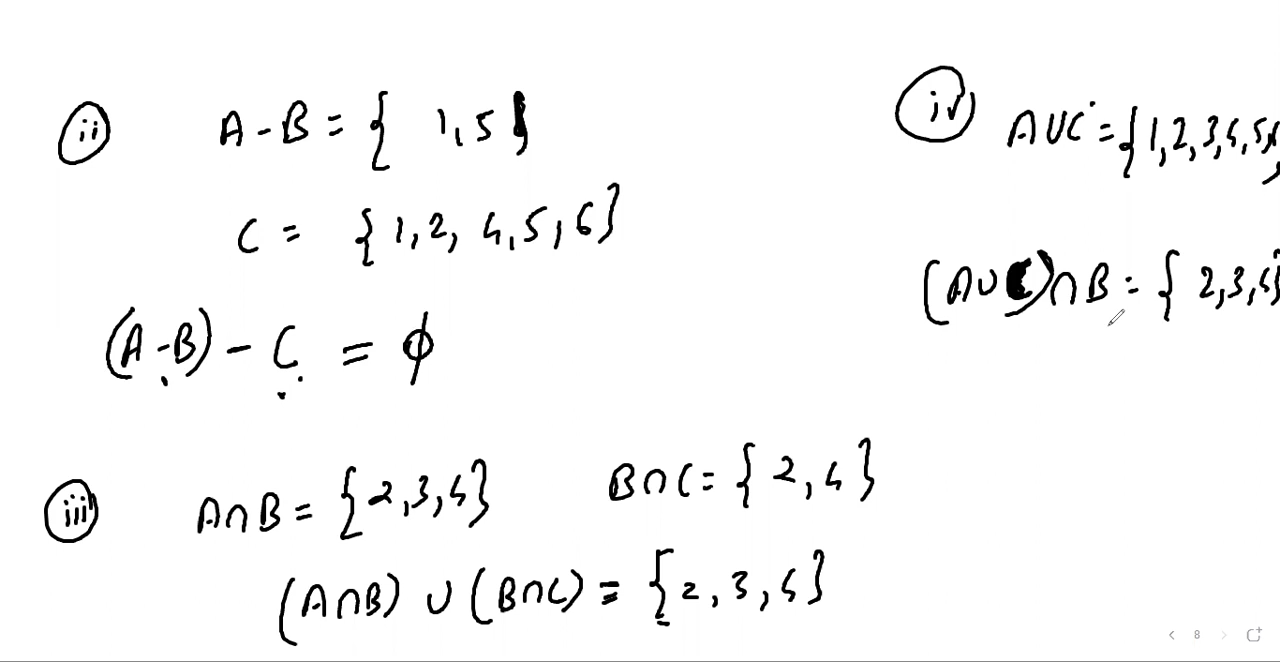 (ii) A - B = { 1, 5 }
C = { 1, 2, 4, 5, 6 }
(A - B) - C = ϕ
(iii) A ∩ B = { 2, 3, 4 } B ∩ C = { 2, 4 }
(A ∩ B) ∪ (B ∩ C) = { 2, 3, 4 }
(iv) A ∪ C = { 1, 2, 3, 4, 5,
(A ∪ C) ∩ B = { 2, 3, 4 }
8